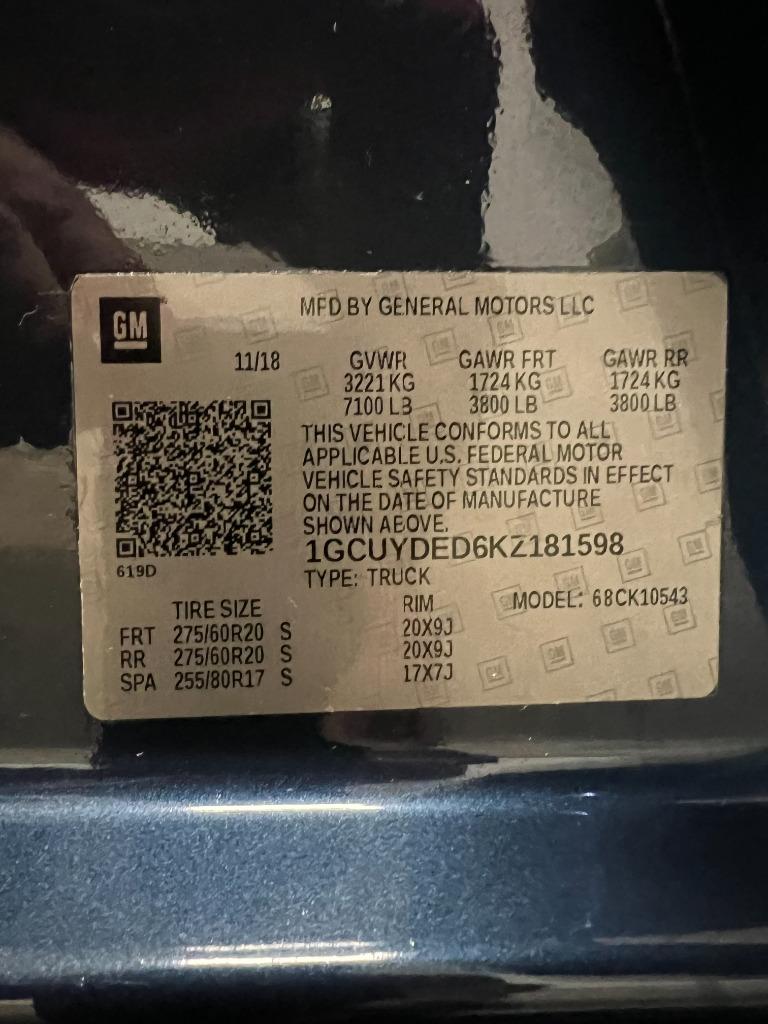 GM
MFD BY GENERAL MOTORS LLC
11/18 GVWR GAWR FRT GAWR RR
3221 KG 1724 KG 1724 KG
7100 LB 3800 LB 3800 LB
THIS VEHICLE CONFORMS TO ALL
APPLICABLE U.S. FEDERAL MOTOR
VEHICLE SAFETY STANDARDS IN EFFECT
ON THE DATE OF MANUFACTURE
SHOWN ABOVE.
1GCUYDED6KZ181598
619D
TYPE: TRUCK
TIRE SIZE RIM MODEL: 68CK10543
FRT 275/60R20 S 20X9J
RR 275/60R20 S 20X9J
SPA 255/80R17 S 17X7J